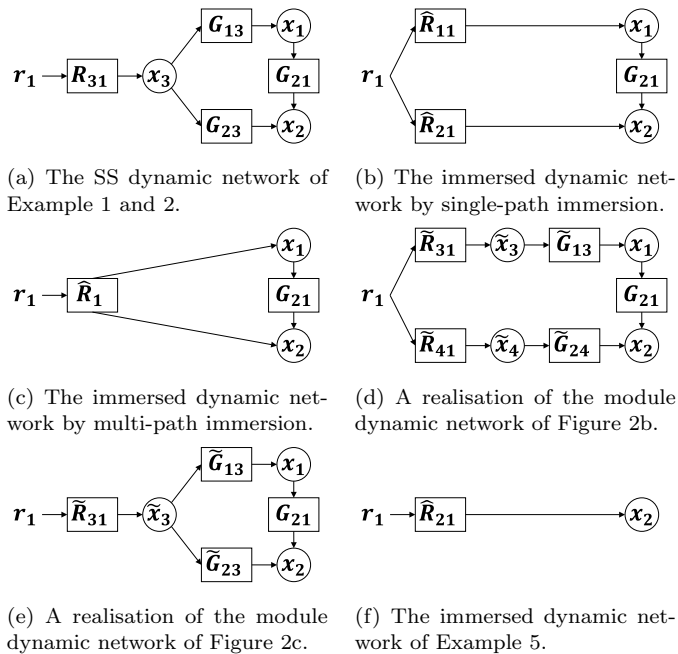 G₁₃ x₁
r₁ R₃₁ x₃ G₂₁
G₂₃ x₂
(a) The SS dynamic network of
Example 1 and 2.
R̂₁₁ x₁
r₁ G₂₁
R̂₂₁ x₂
(b) The immersed dynamic net-
work by single-path immersion.
x₁
r₁ R̂₁ G₂₁
x₂
(c) The immersed dynamic net-
work by multi-path immersion.
R̃₃₁ x̃₃ G̃₁₃ x₁
r₁ G₂₁
R̃₄₁ x̃₄ G̃₂₄ x₂
(d) A realisation of the module
dynamic network of Figure 2b.
G̃₁₃ x₁
r₁ R̃₃₁ x̃₃ G₂₁
G̃₂₃ x₂
(e) A realisation of the module
dynamic network of Figure 2c.
r₁ R̂₂₁ x₂
(f) The immersed dynamic net-
work of Example 5.